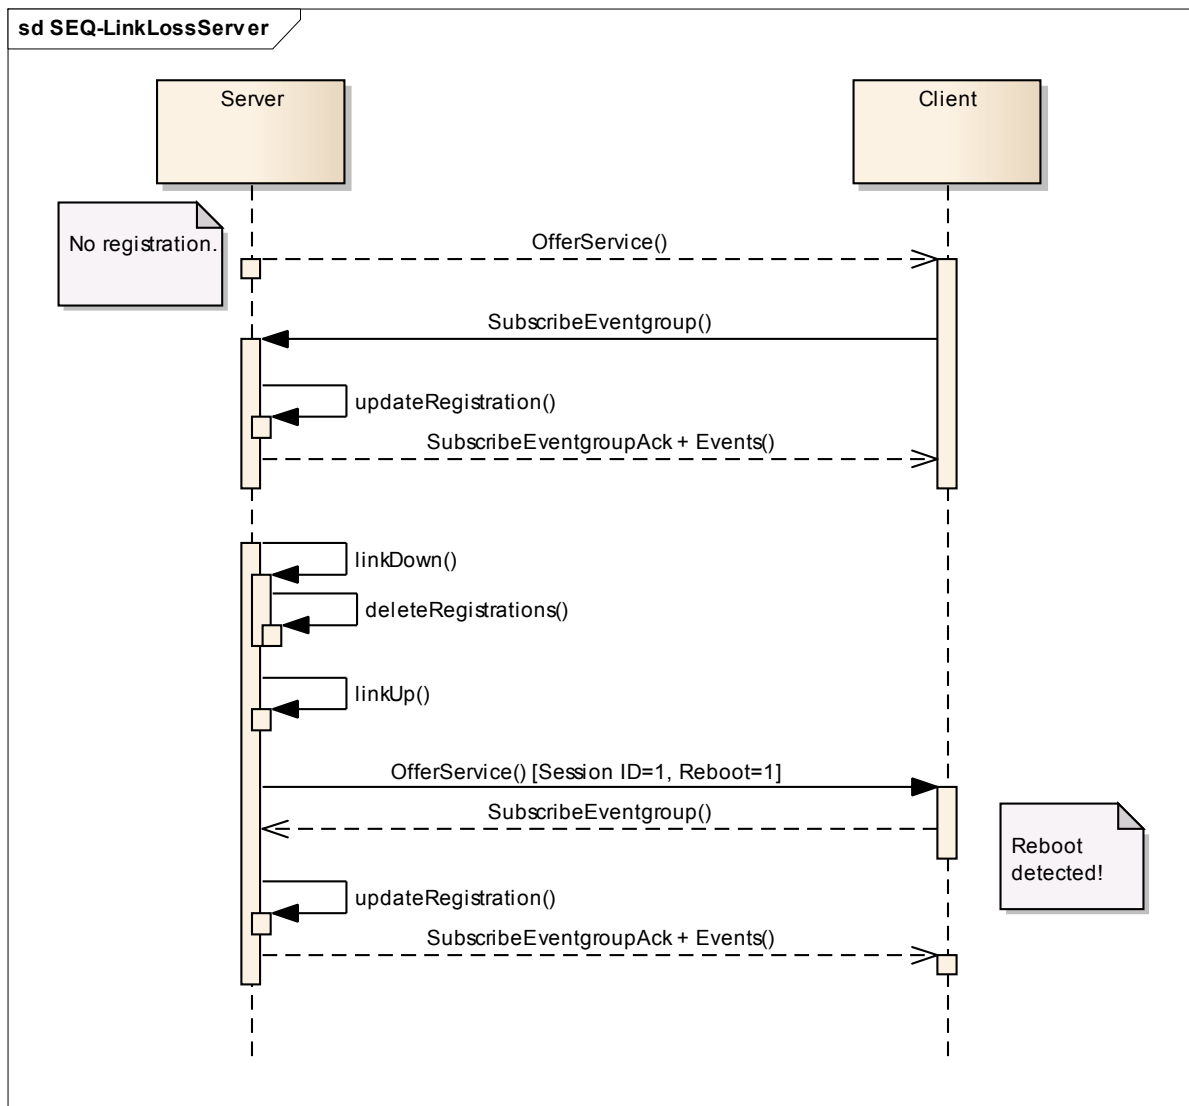 sd SEQ-LinkLossServer
Server
Client
No registration.
OfferService()
SubscribeEventgroup()
updateRegistration()
SubscribeEventgroupAck + Events()
linkDown()
deleteRegistrations()
linkUp()
OfferService() [Session ID=1, Reboot=1]
SubscribeEventgroup()
Reboot
detected!
updateRegistration()
SubscribeEventgroupAck + Events()